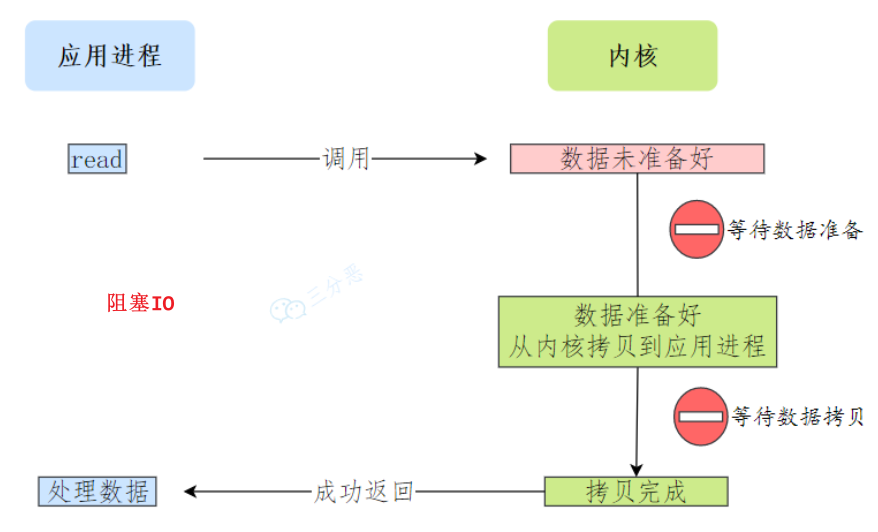 应用进程
内核
read
调用
数据未准备好
等待数据准备
阻塞IO
三分恶
数据准备好
从内核拷贝到应用进程
等待数据拷贝
处理数据
成功返回
拷贝完成